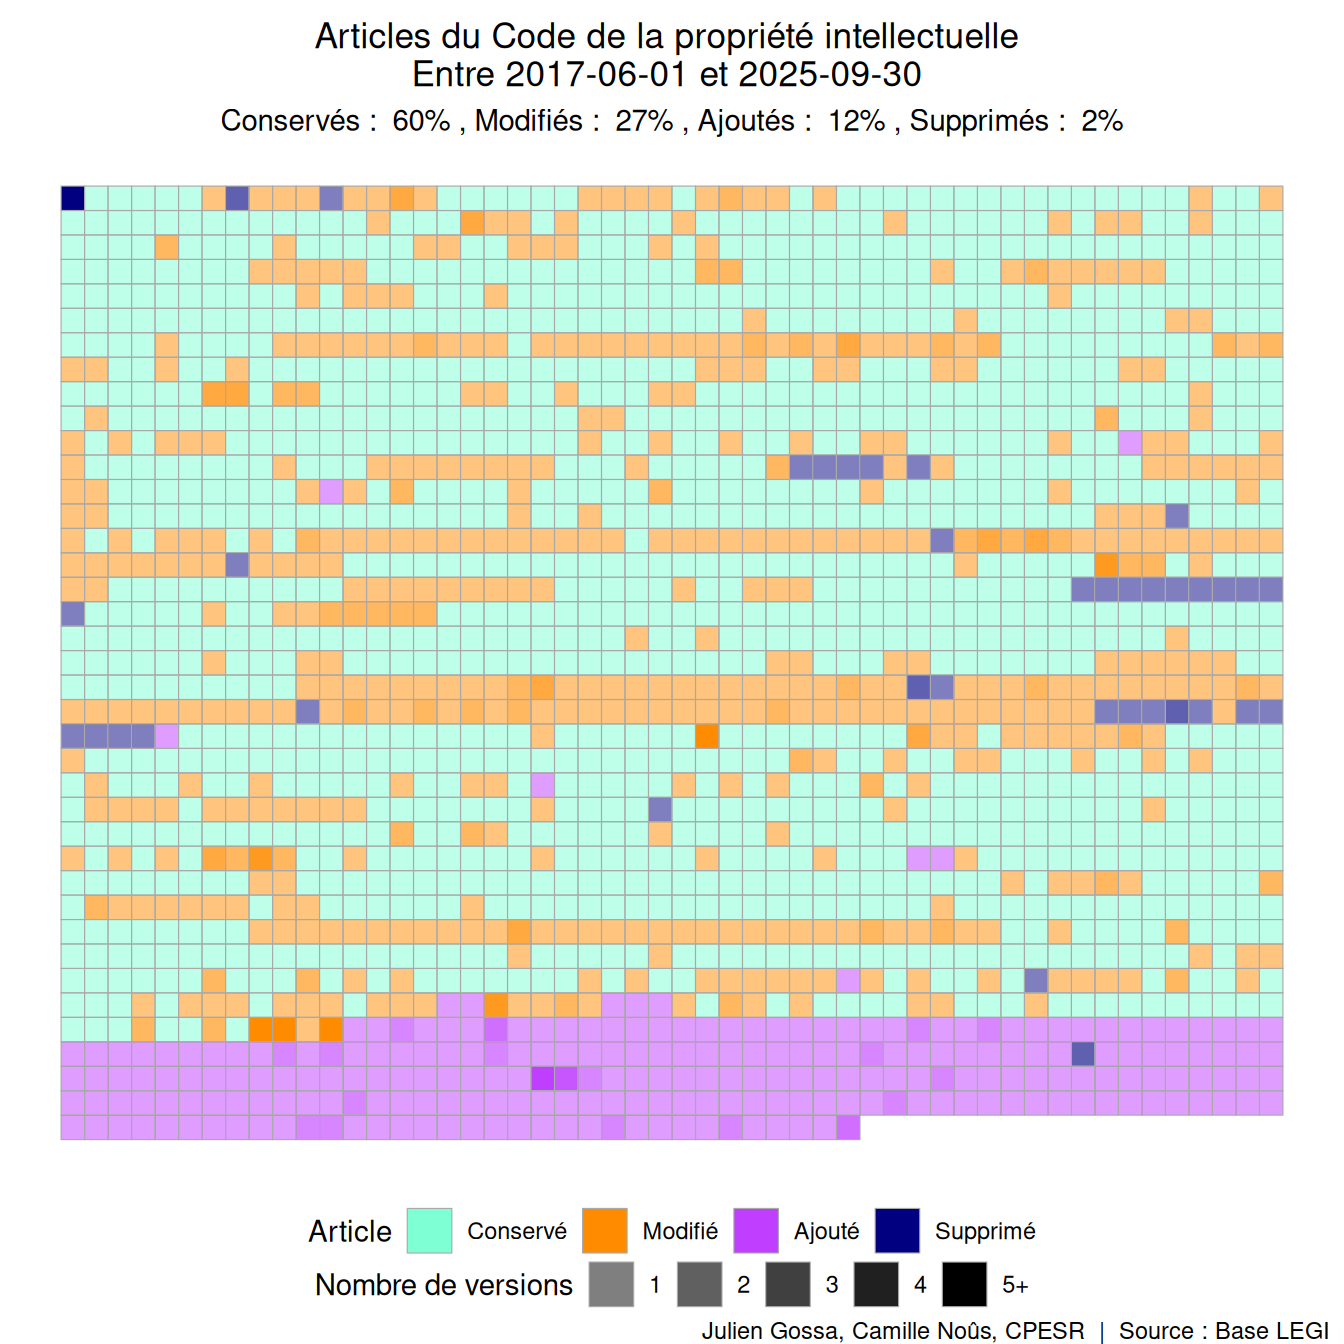 Articles du Code de la propriété intellectuelle
Entre 2017-06-01 et 2025-09-30
Conservés :  60% , Modifiés :  27% , Ajoutés :  12% , Supprimés :  2%
Article Conservé Modifié Ajouté Supprimé
Nombre de versions 1 2 3 4 5+
Julien Gossa, Camille Noûs, CPESR | Source : Base LEGI